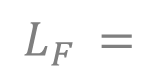 L_F =